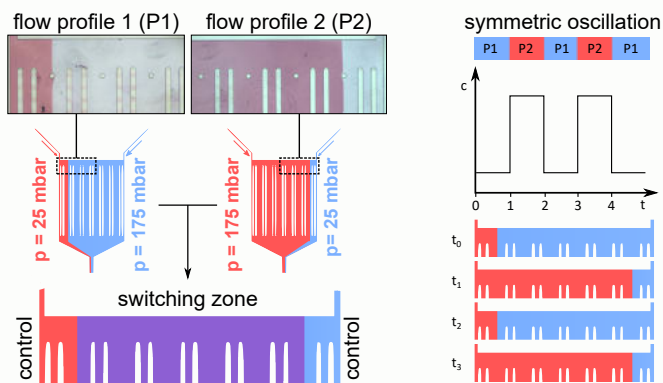 flow profile 1 (P1)
flow profile 2 (P2)
p = 25 mbar
p = 175 mbar
p = 175 mbar
p = 25 mbar
switching zone
control
control
symmetric oscillation
P1 P2 P1 P2 P1
c
0 1 2 3 4 t
t₀
t₁
t₂
t₃